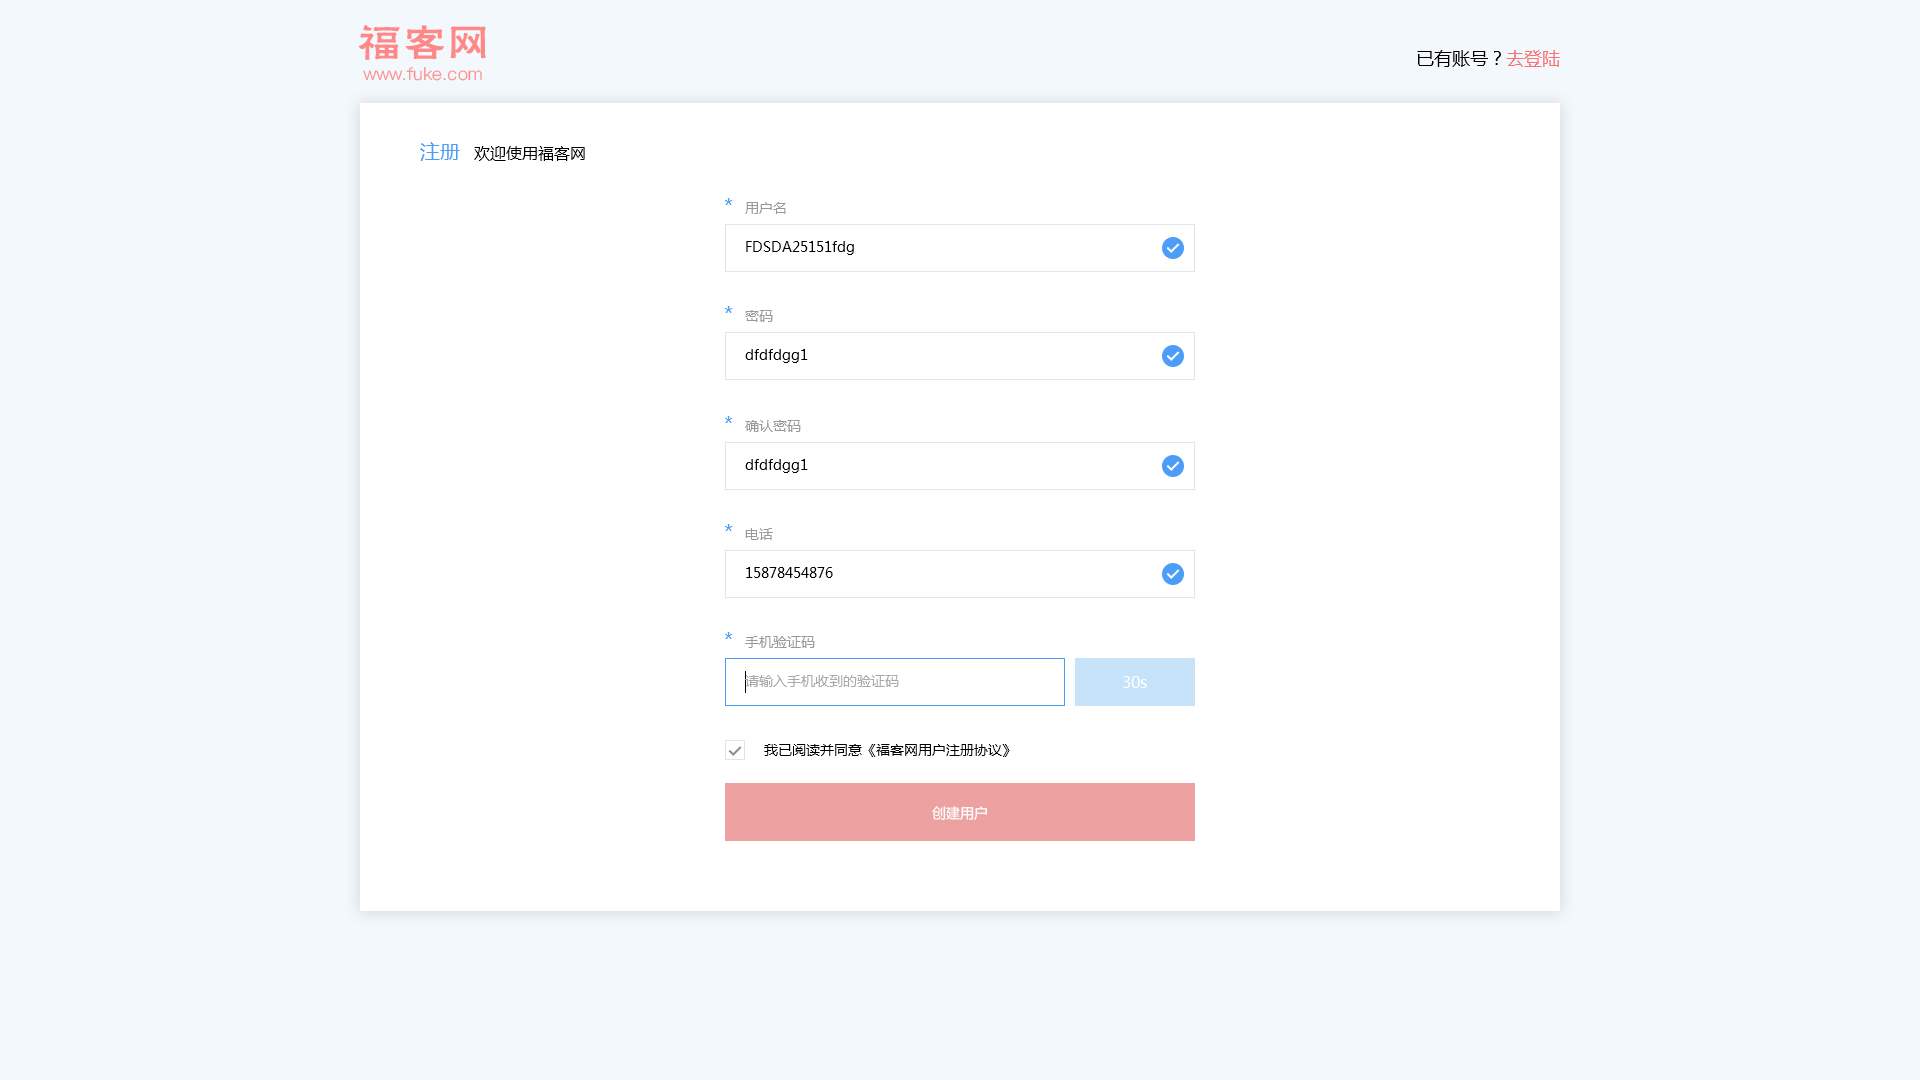 福客网
www.fuke.com
已有账号？去登陆
注册 欢迎使用福客网
* 用户名
FDSDA25151fdg
* 密码
dfdfdgg1
* 确认密码
dfdfdgg1
* 电话
15878454876
* 手机验证码
请输入手机收到的验证码
30s
我已阅读并同意《福客网用户注册协议》
创建用户